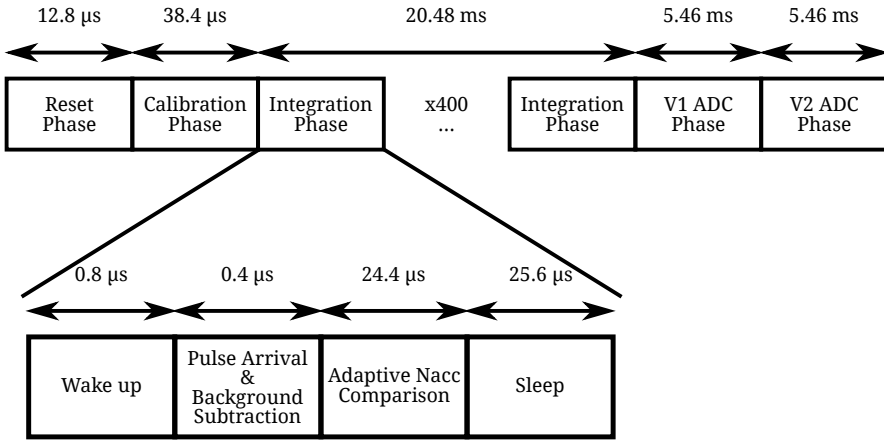 12.8 μs 38.4 μs 20.48 ms 5.46 ms 5.46 ms
Reset
Phase
Calibration
Phase
Integration
Phase
x400
...
Integration
Phase
V1 ADC
Phase
V2 ADC
Phase
0.8 μs 0.4 μs 24.4 μs 25.6 μs
Wake up
Pulse Arrival
&
Background
Subtraction
Adaptive Nacc
Comparison
Sleep